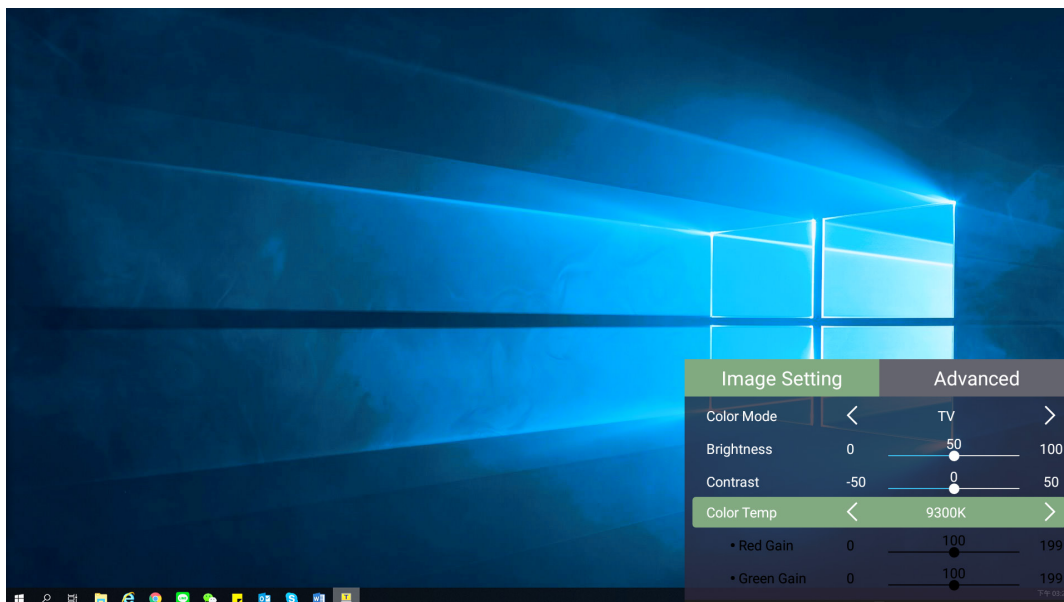 Image Setting Advanced
Color Mode TV
Brightness 0 50 100
Contrast -50 0 50
Color Temp 9300K
• Red Gain 0 100 199
• Green Gain 0 100 199